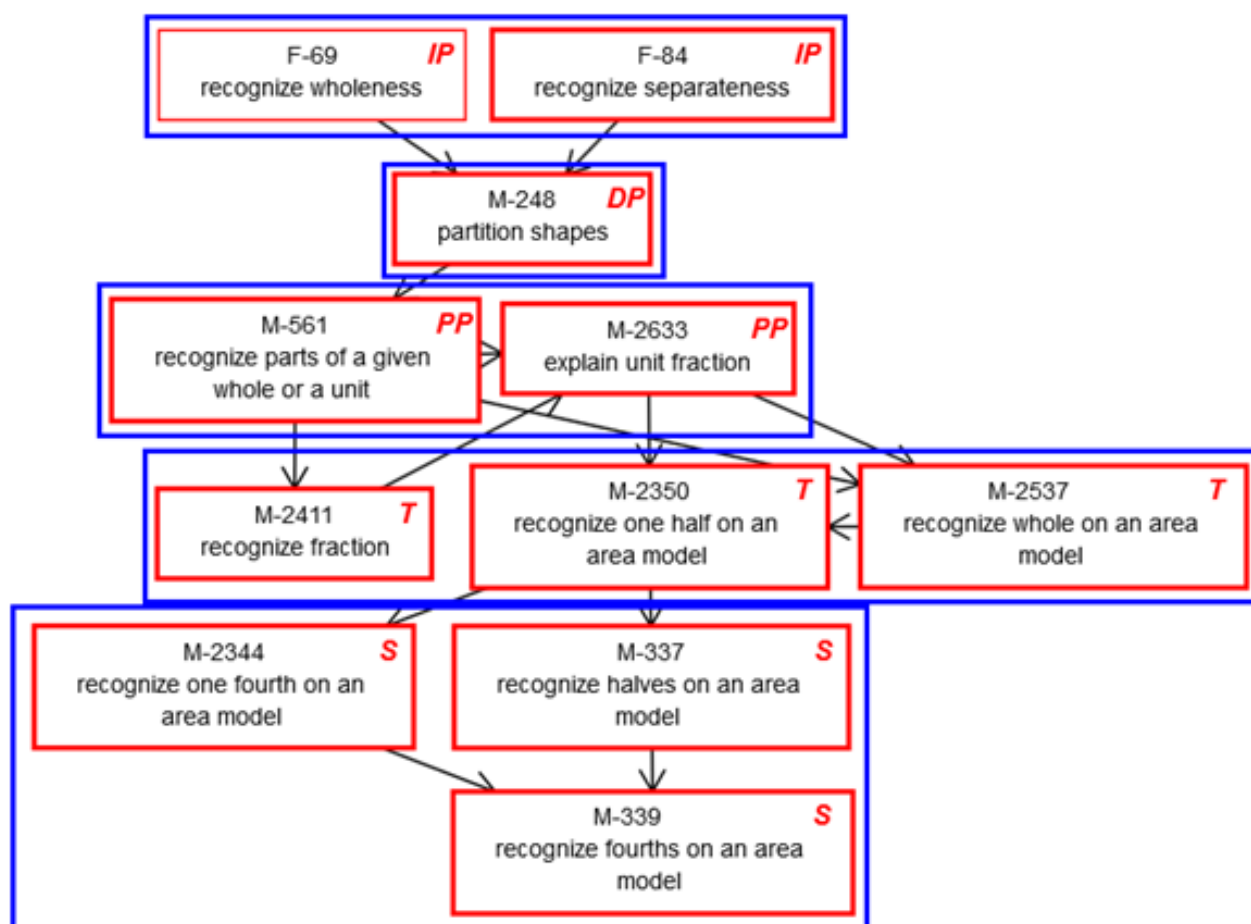 F-69
IP
recognize wholeness
F-84
IP
recognize separateness
M-248
DP
partition shapes
M-561
PP
recognize parts of a given
whole or a unit
M-2633
PP
explain unit fraction
M-2411
T
recognize fraction
M-2350
T
recognize one half on an
area model
M-2537
T
recognize whole on an area
model
M-2344
S
recognize one fourth on an
area model
M-337
S
recognize halves on an area
model
M-339
S
recognize fourths on an area
model